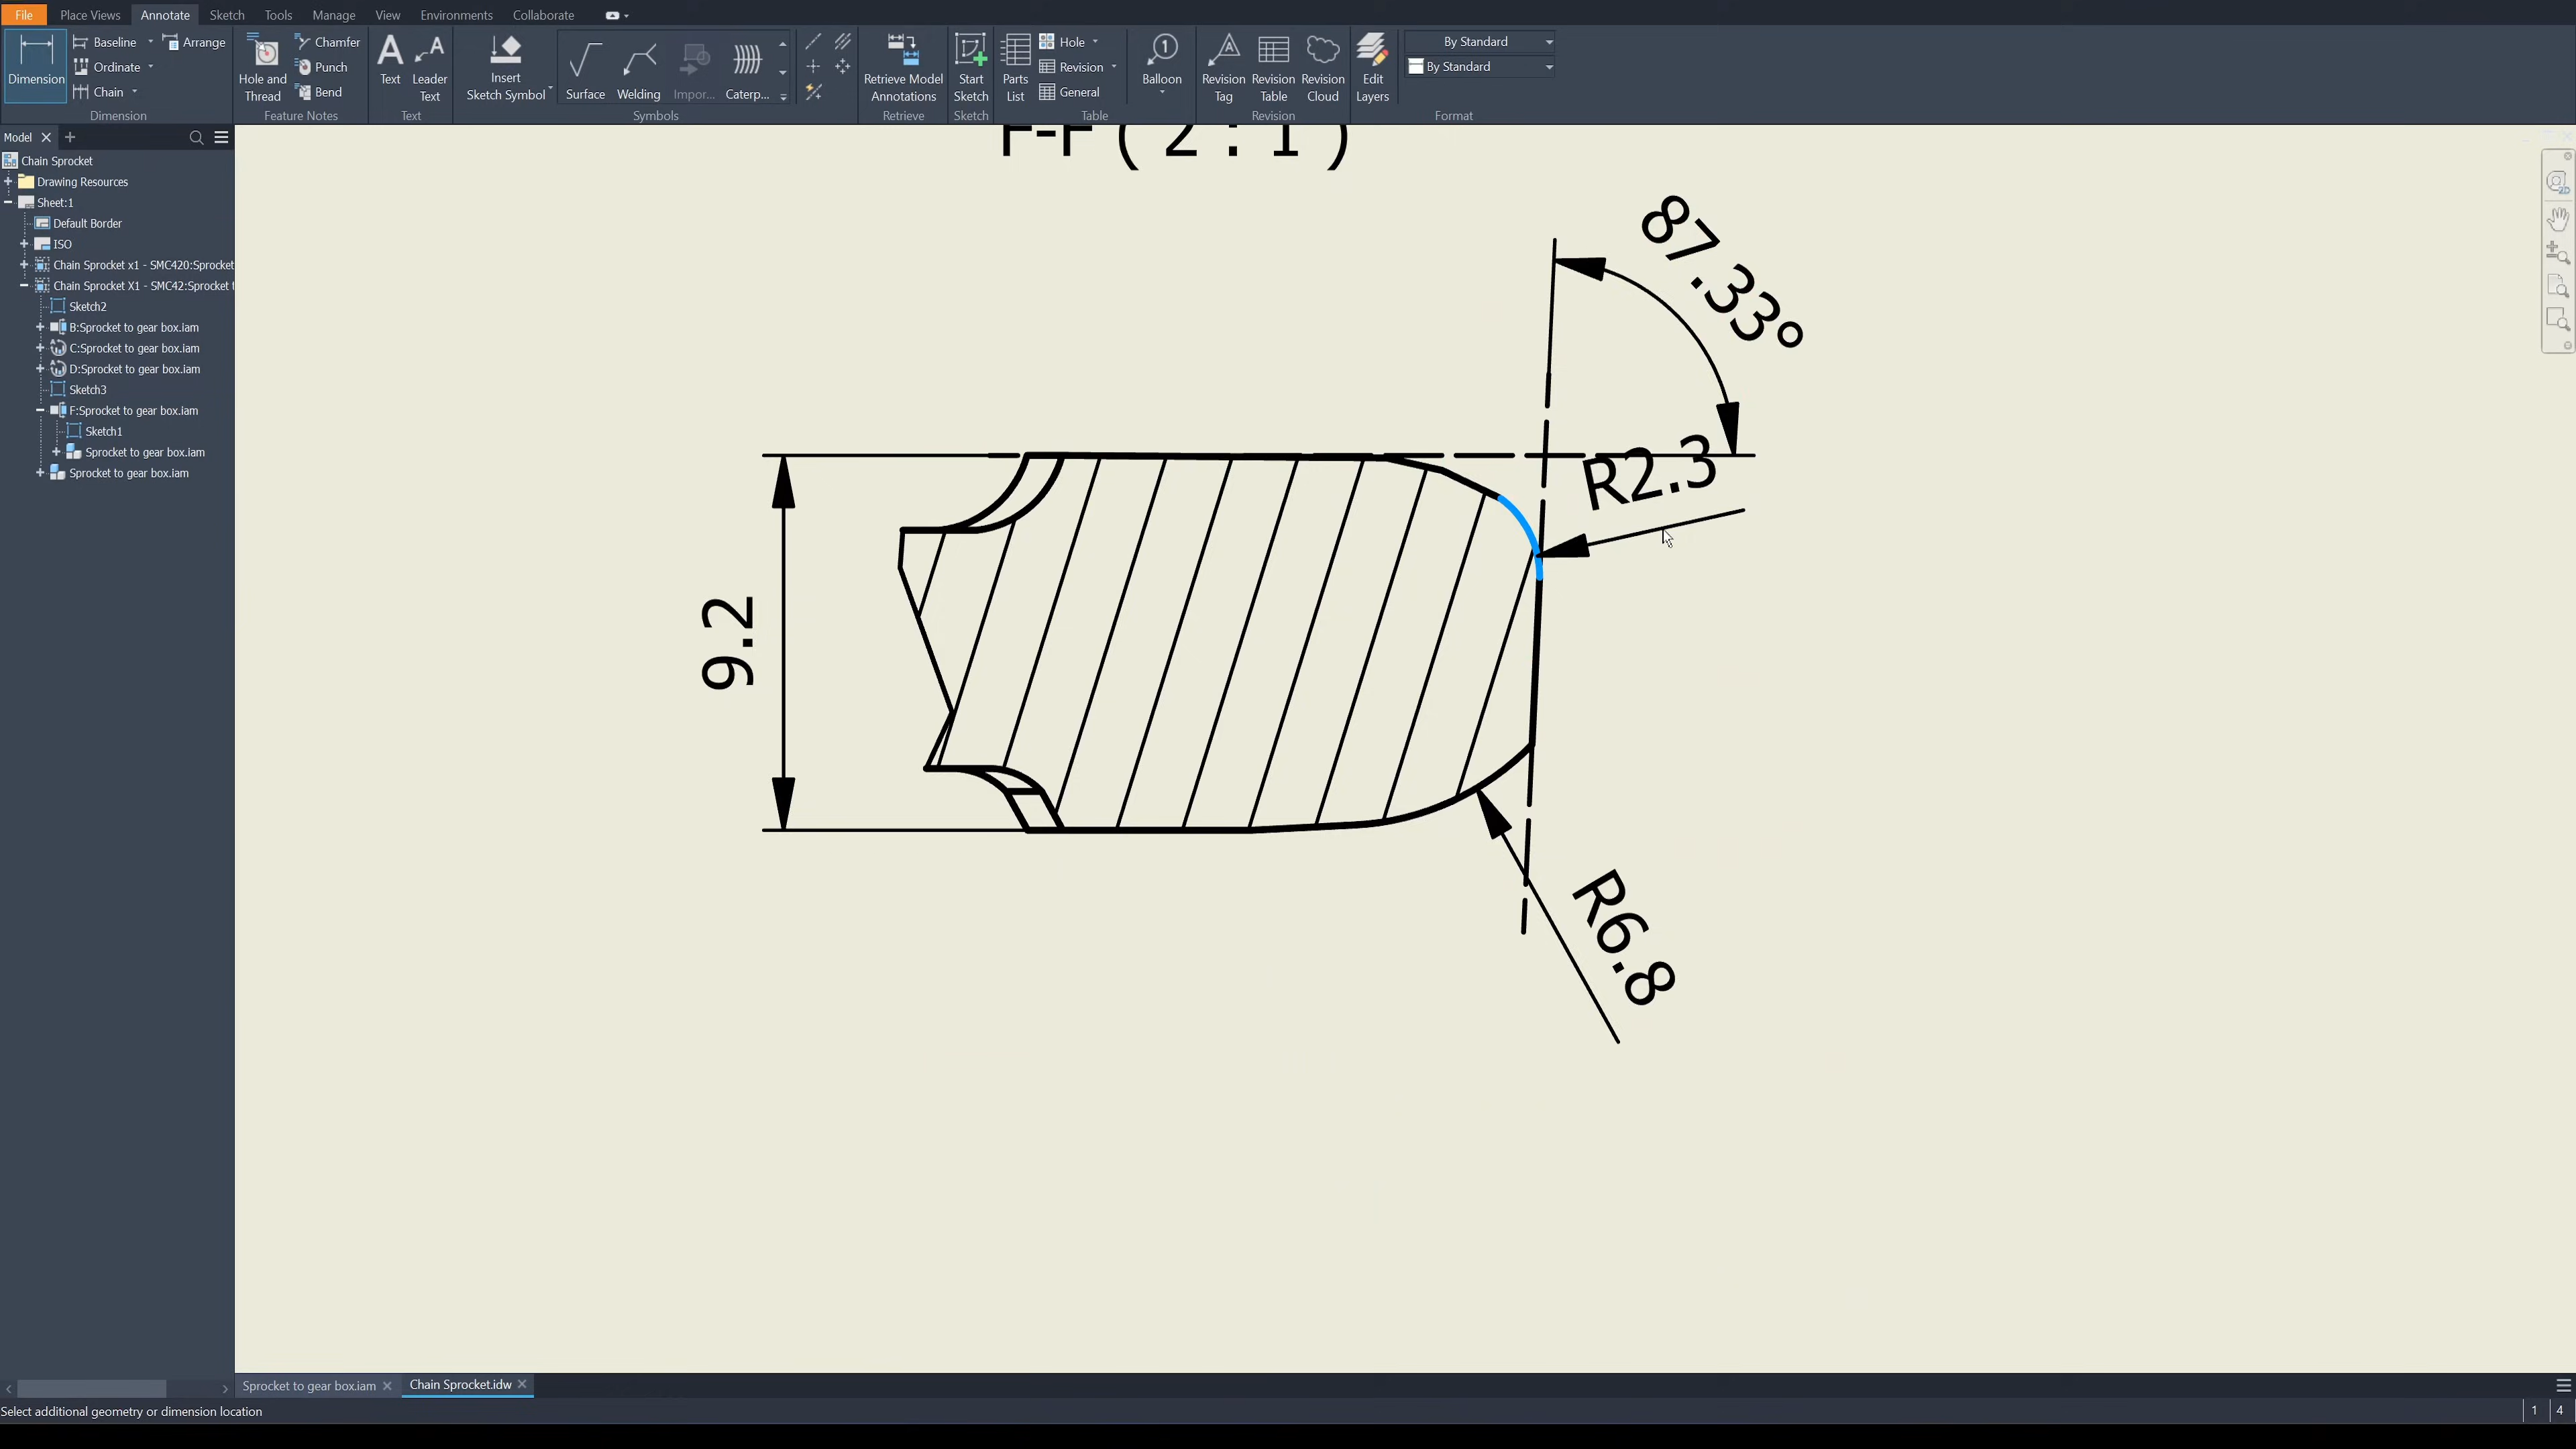 File Place Views Annotate Sketch Tools Manage View Environments Collaborate
Dimension
Baseline
Ordinate
Chain
Arrange
Dimension
Hole and
Thread
Chamfer
Punch
Bend
Feature Notes
Text
Leader
Text
Text
Insert
Sketch Symbol
Surface
Welding
Impor...
Caterp...
Symbols
Retrieve Model
Annotations
Retrieve
Start
Sketch
Sketch
Parts
List
Hole
Revision
General
Table
Balloon
Revision
Tag
Revision
Table
Revision
Cloud
Revision
Edit
Layers
By Standard
By Standard
Format
Model
Chain Sprocket
Drawing Resources
Sheet:1
Default Border
ISO
Chain Sprocket x1 - SMC420:Sprocket
Chain Sprocket X1 - SMC42:Sprocket t
Sketch2
B:Sprocket to gear box.iam
C:Sprocket to gear box.iam
D:Sprocket to gear box.iam
Sketch3
F:Sprocket to gear box.iam
Sketch1
Sprocket to gear box.iam
Sprocket to gear box.iam
F-F ( 2 : 1 )
87.33°
R2.3
9.2
R6.8
Sprocket to gear box.iam
Chain Sprocket.idw
Select additional geometry or dimension location
1 4